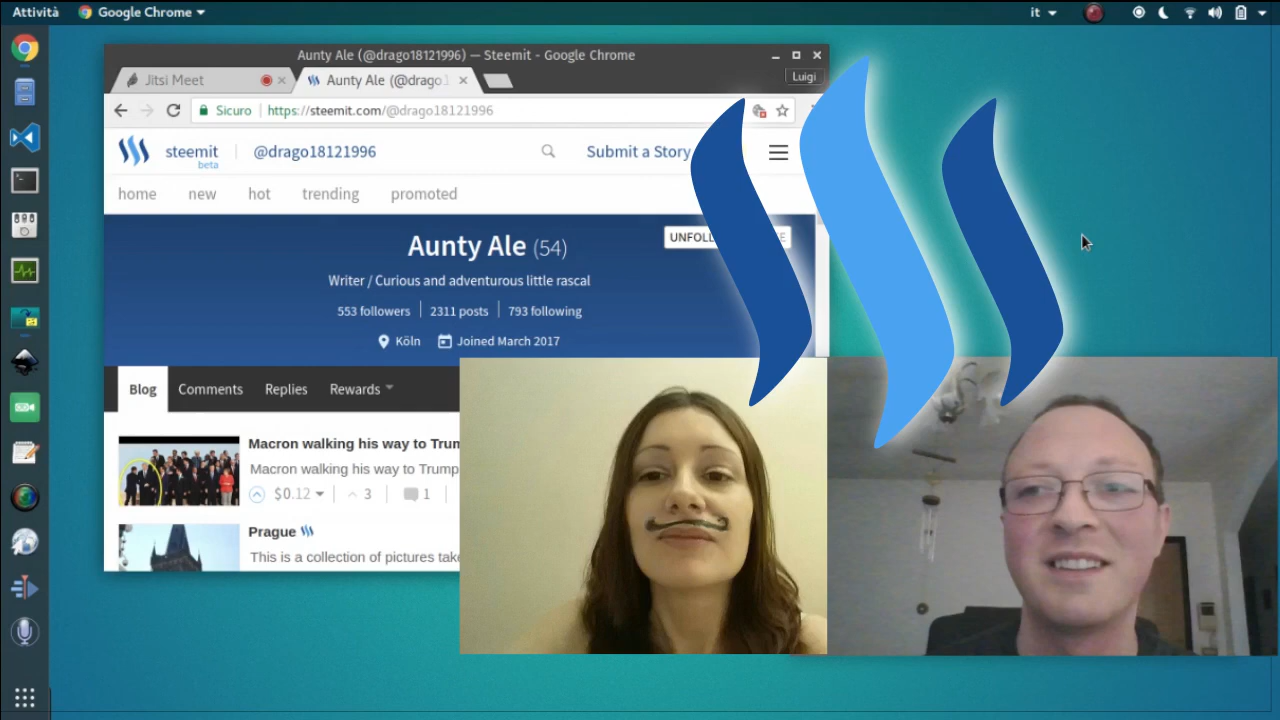 Attività Google Chrome it
Aunty Ale (@drago18121996) — Steemit - Google Chrome
Luigi
Jitsi Meet
Aunty Ale (@drago1
Sicuro https://steemit.com/@drago18121996
steemit
beta
@drago18121996
Submit a Story
home new hot trending promoted
Aunty Ale (54)
UNFOLL
Writer / Curious and adventurous little rascal
553 followers 2311 posts 793 following
Köln Joined March 2017
Blog Comments Replies Rewards
Macron walking his way to Trum
Macron walking his way to Trump
$0.12 3 1
Prague
This is a collection of pictures take